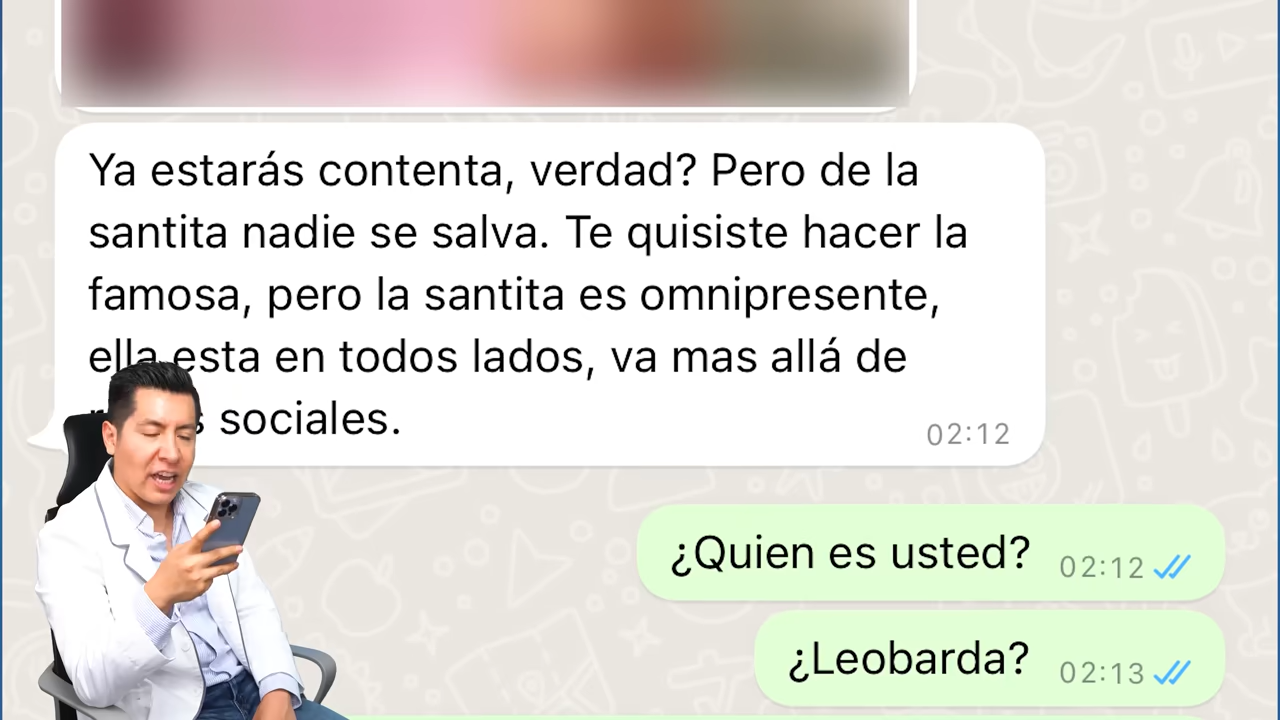 Ya estarás contenta, verdad? Pero de la
santita nadie se salva. Te quisiste hacer la
famosa, pero la santita es omnipresente,
ella esta en todos lados, va mas allá de
sociales.
02:12
¿Quien es usted? 02:12
¿Leobarda? 02:13